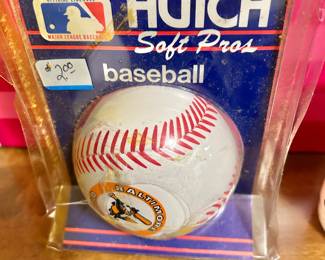 MAJOR LEAGUE BASEBALL
HUTCH
Soft Pros
$2.00
baseball
BALTIMORE